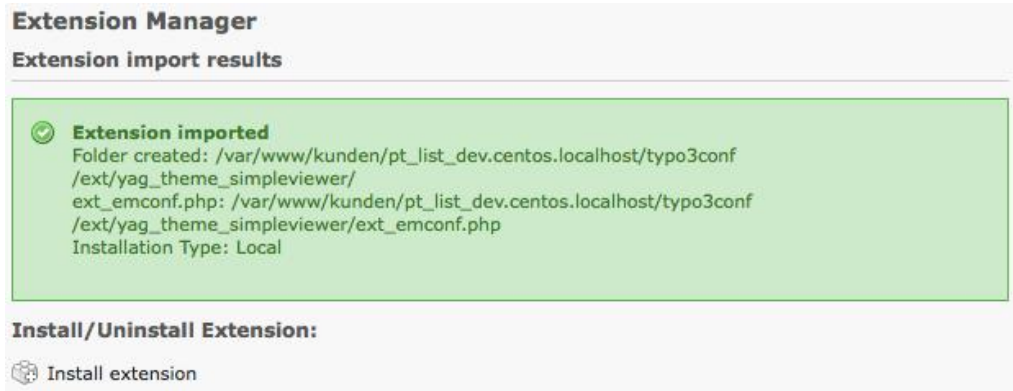 Extension Manager
Extension import results
Extension imported
Folder created: /var/www/kunden/pt_list_dev.centos.localhost/typo3conf
/ext/yag_theme_simpleviewer/
ext_emconf.php: /var/www/kunden/pt_list_dev.centos.localhost/typo3conf
/ext/yag_theme_simpleviewer/ext_emconf.php
Installation Type: Local
Install/Uninstall Extension:
Install extension